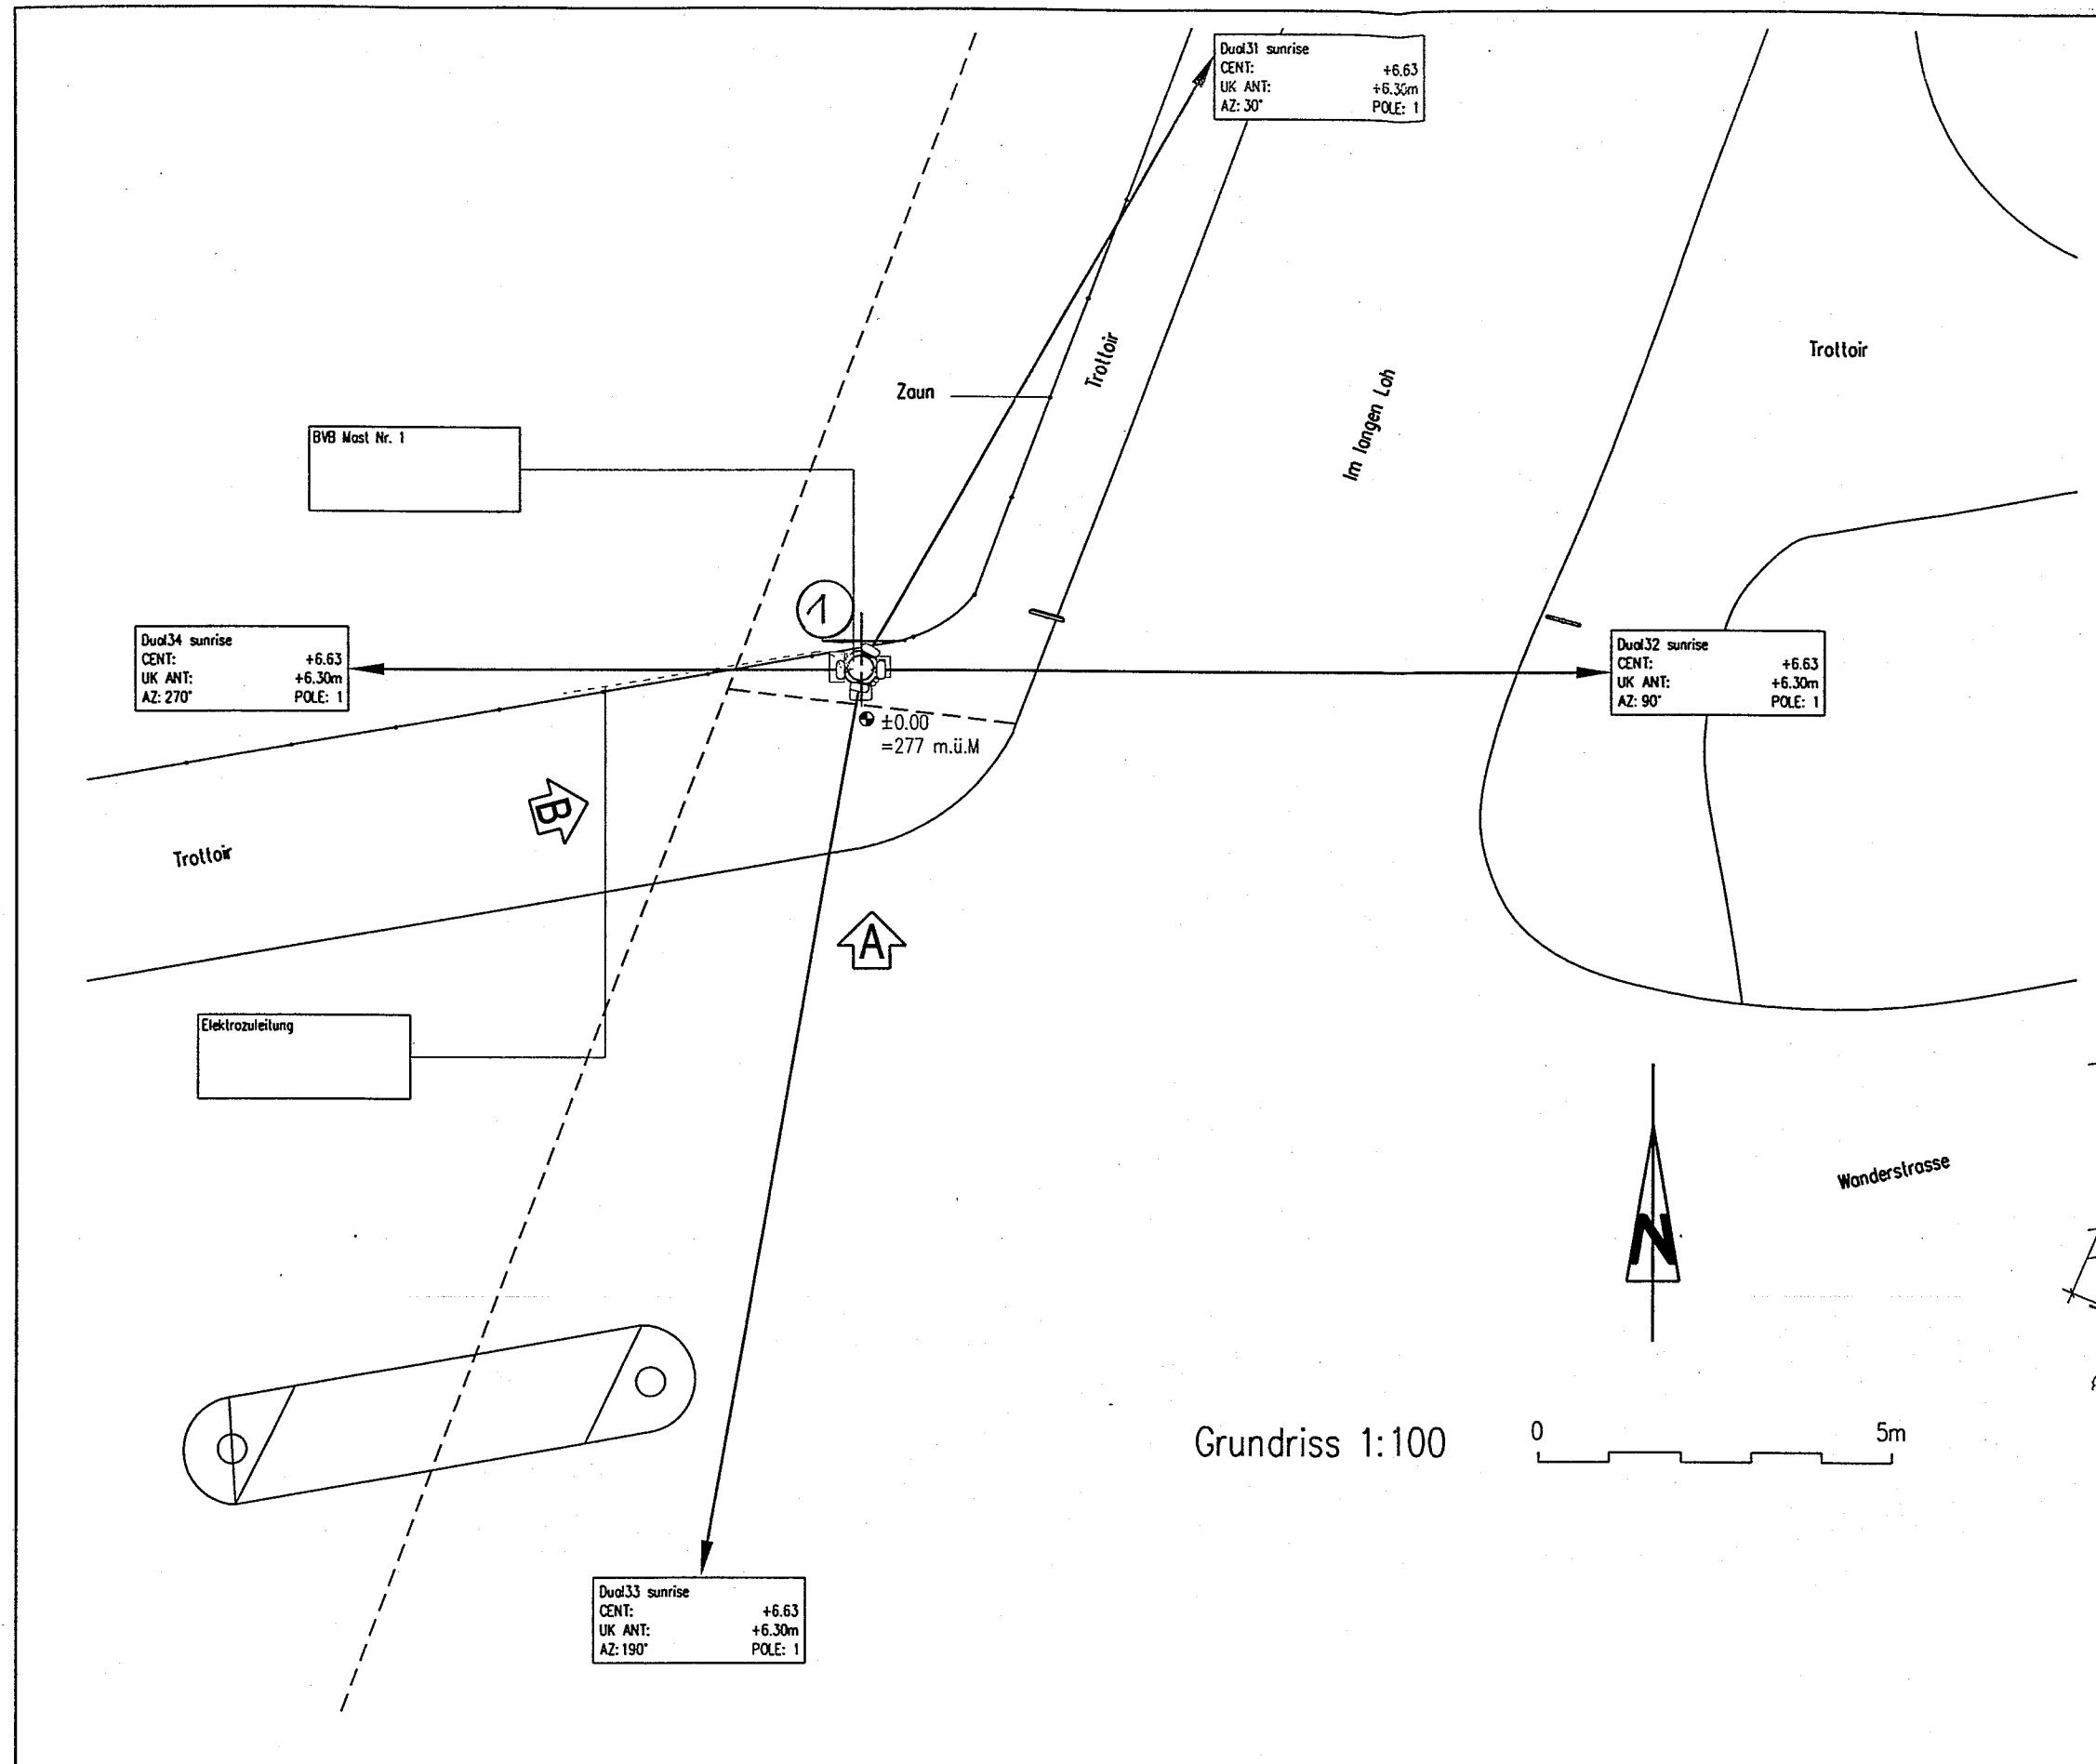 Dual31 sunrise
CENT: +6.63
UK ANT: +6.30m
AZ: 30° POLE: 1
Trottoir
Zaun
Trottoir
Im langen Loh
BVB Mast Nr. 1
1
Dual34 sunrise
CENT: +6.63
UK ANT: +6.30m
AZ: 270° POLE: 1
Dual32 sunrise
CENT: +6.63
UK ANT: +6.30m
AZ: 90° POLE: 1
±0.00
=277 m.ü.M
B
Trottoir
A
Elektrozuleitung
N
Wanderstrasse
Grundriss 1:100
0 5m
Dual33 sunrise
CENT: +6.63
UK ANT: +6.30m
AZ: 190° POLE: 1